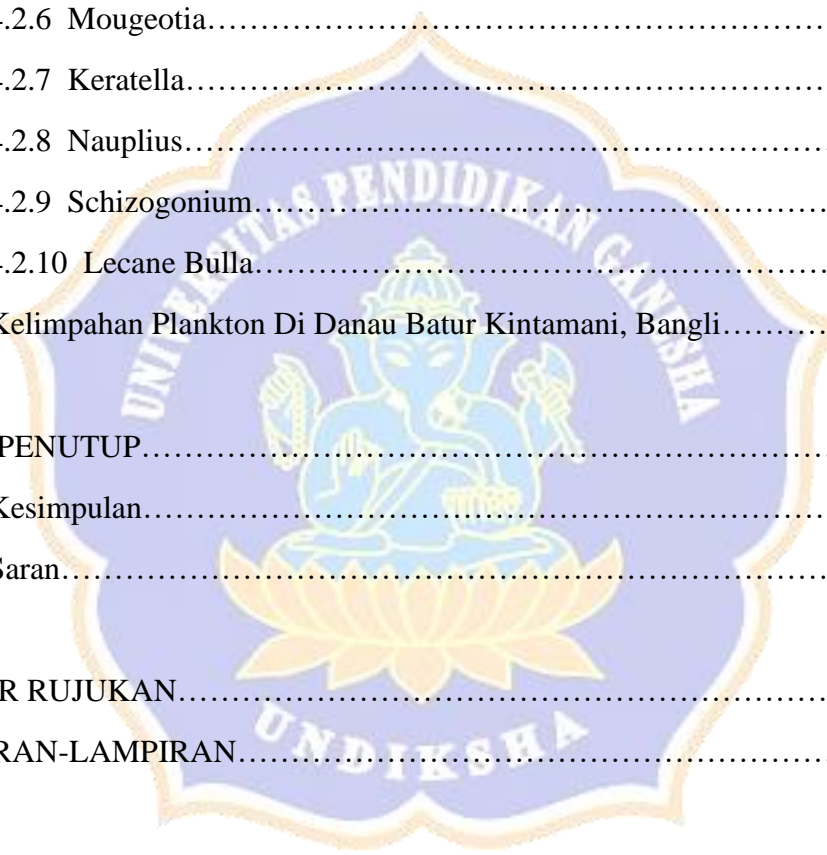 .2.6 Mougeotia……………………………………………………
.2.7 Keratella……………………………………………………
.2.8 Nauplius……………………………………………………
.2.9 Schizogonium………………………………………………
.2.10 Lecane Bulla………………………………………………
Kelimpahan Plankton Di Danau Batur Kintamani, Bangli…………
PENUTUP…………………………………………………………
Kesimpulan………………………………………………………
Saran………………………………………………………………
R RUJUKAN………………………………………………………
RAN-LAMPIRAN…………………………………………………
UNIVERSITAS PENDIDIKAN GANESHA
UNDIKSHA